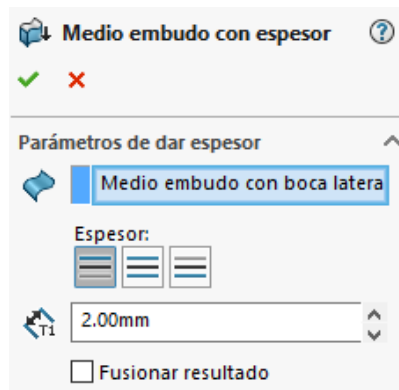 Medio embudo con espesor
Parámetros de dar espesor
Medio embudo con boca latera
Espesor:
T1
2.00mm
Fusionar resultado